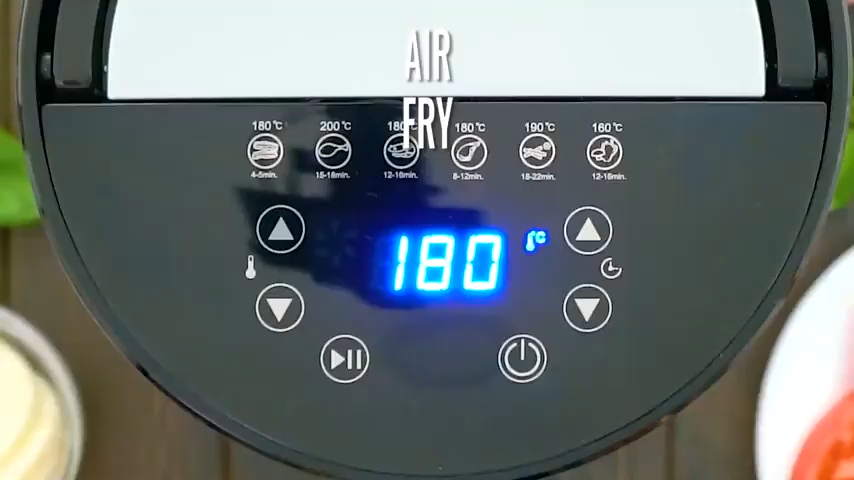 AIR
FRY
180°C 200°C 180°C 180°C 190°C 160°C
4-5min. 15-18min. 12-16min. 8-12min. 18-22min. 12-16min.
180 °C